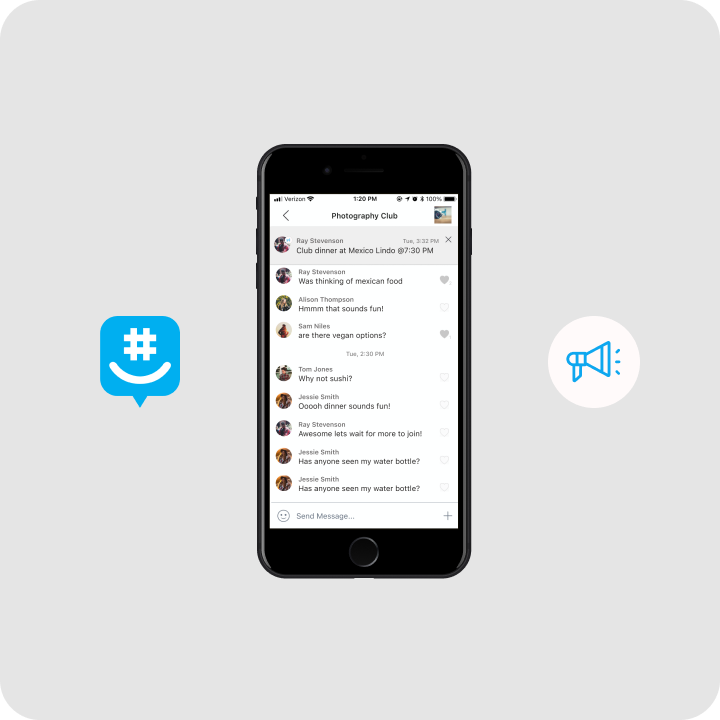 Verizon 1:20 PM 100%
Photography Club
Ray Stevenson Tue, 3:32 PM
Club dinner at Mexico Lindo @7:30 PM
Ray Stevenson
Was thinking of mexican food
Alison Thompson
Hmmm that sounds fun!
Sam Niles
are there vegan options?
Tue, 2:30 PM
Tom Jones
Why not sushi?
Jessie Smith
Ooooh dinner sounds fun!
Ray Stevenson
Awesome lets wait for more to join!
Jessie Smith
Has anyone seen my water bottle?
Jessie Smith
Has anyone seen my water bottle?
Send Message...
#